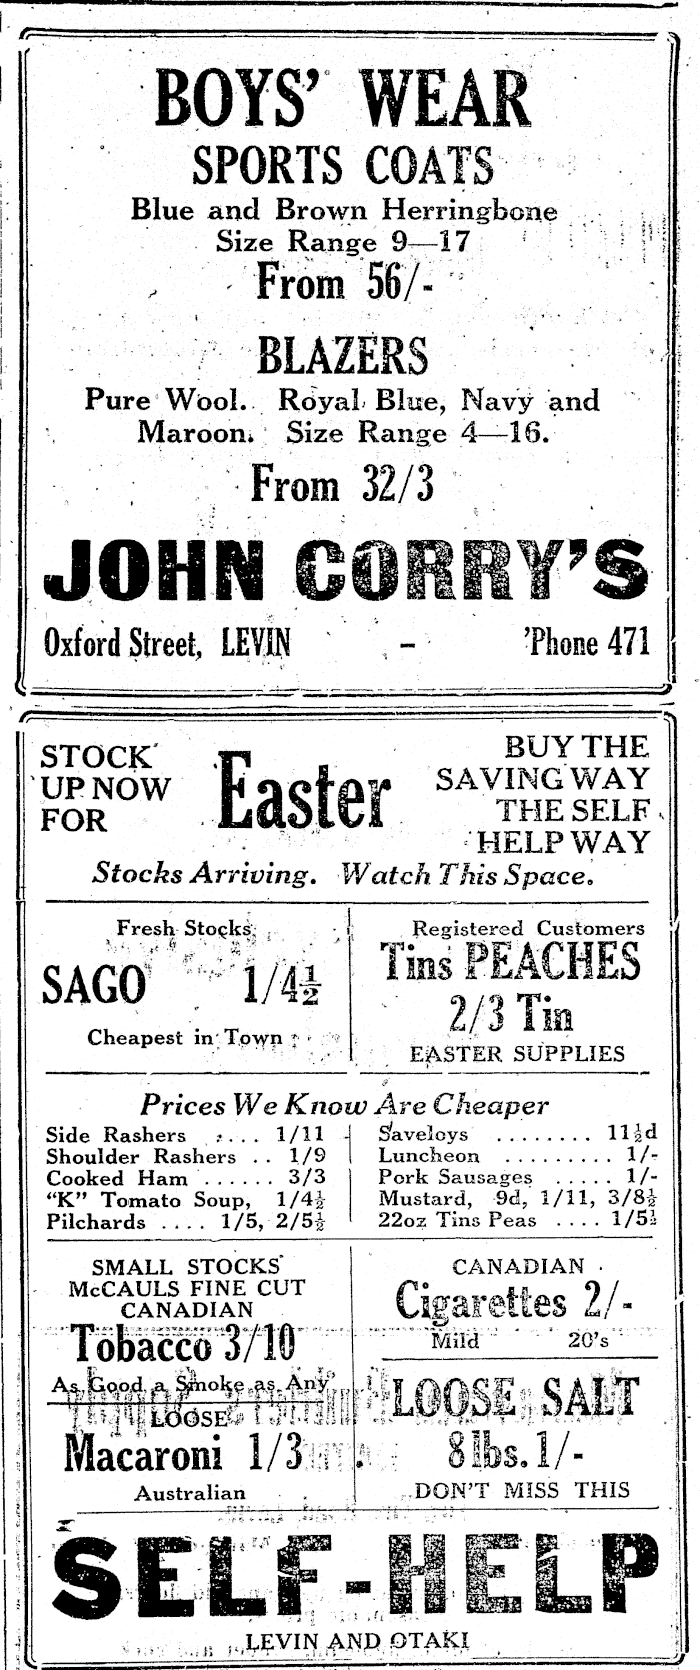 BOYS' WEAR
SPORTS COATS
Blue and Brown Herringbone
Size Range 9—17
From 56/-
BLAZERS
Pure Wool. Royal Blue, Navy and
Maroon. Size Range 4—16.
From 32/3
JOHN CORRY'S
Oxford Street, LEVIN - 'Phone 471
STOCK
UP NOW
FOR
Easter
BUY THE
SAVING WAY
THE SELF
HELP WAY
Stocks Arriving. Watch This Space.
Fresh Stocks
SAGO 1/4½
Cheapest in Town
Registered Customers
Tins PEACHES
2/3 Tin
EASTER SUPPLIES
Prices We Know Are Cheaper
Side Rashers .... 1/11
Shoulder Rashers .. 1/9
Cooked Ham ...... 3/3
"K" Tomato Soup, 1/4½
Pilchards .... 1/5, 2/5½
Saveloys ........ 11½d
Luncheon ......... 1/-
Pork Sausages ..... 1/-
Mustard, 9d, 1/11, 3/8½
22oz Tins Peas .... 1/5½
SMALL STOCKS
McCAULS FINE CUT
CANADIAN
Tobacco 3/10
As Good a Smoke as Any
LOOSE
Macaroni 1/3
Australian
CANADIAN
Cigarettes 2/-
Mild 20's
LOOSE SALT
8 lbs. 1/-
DON'T MISS THIS
SELF-HELP
LEVIN AND OTAKI